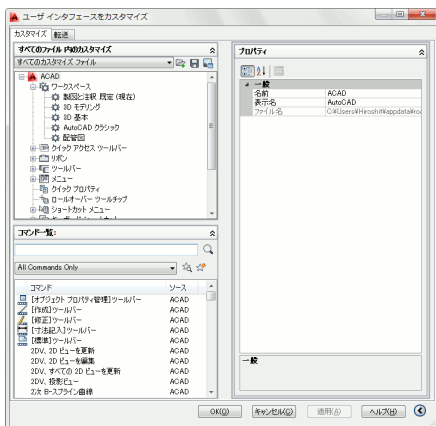 ユーザ インタフェースをカスタマイズ
カスタマイズ 転送
すべてのファイル 内のカスタマイズ
すべてのカスタマイズ ファイル
ACAD
ワークスペース
製図と注釈 既定 (現在)
3D モデリング
3D 基本
AutoCAD クラシック
配管図
クイック アクセス ツールバー
リボン
ツールバー
メニュー
クイック プロパティ
ロールオーバー ツールチップ
ショートカット メニュー
コマンド一覧:
All Commands Only
コマンド ソース
[オブジェクト プロパティ管理]ツールバー ACAD
[作成]ツールバー ACAD
[修正]ツールバー ACAD
[寸法記入]ツールバー ACAD
[標準]ツールバー ACAD
2DV、2D ビューを更新 ACAD
2DV、2D ビューを編集 ACAD
2DV、すべての 2D ビューを更新 ACAD
2DV、投影ビュー ACAD
2次 B-スプライン曲線 ACAD
プロパティ
一般
名前 ACAD
表示名 AutoCAD
ファイル名 C:¥Users¥Hiroshit¥appdata¥roa
一般
OK(O) キャンセル(C) 適用(A) ヘルプ(H)